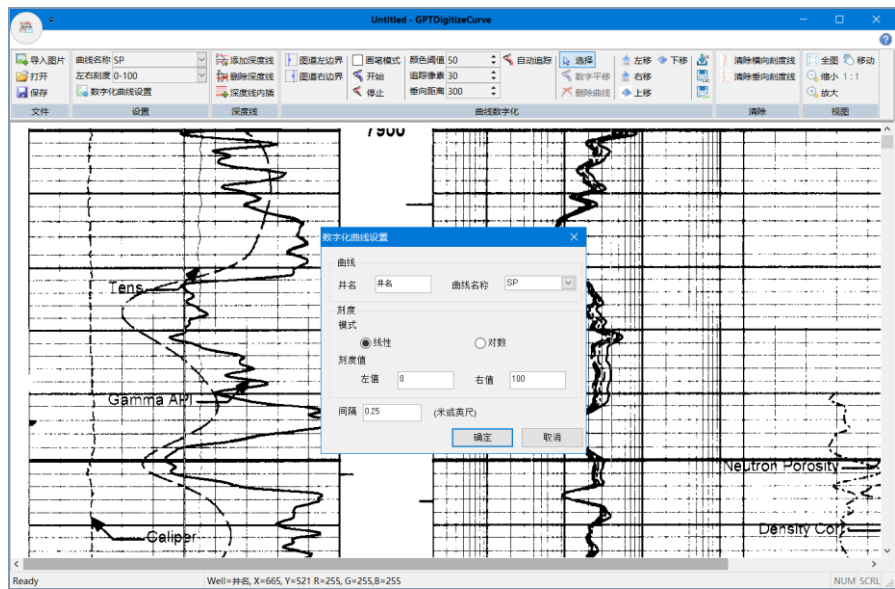 Untitled - GPTDigitizeCurve
导入图片 曲线名称 SP 添加深度线 图道左边界 画笔模式 颜色阈值 50 自动追踪 选择 左移 下移 清除横向刻度线 全图 移动
打开 左右刻度 0-100 删除深度线 图道右边界 开始 追踪像素 30 数字平移 右移 清除垂向刻度线 缩小 1:1
保存 数字化曲线设置 深度线内插 停止 垂向距离 300 删除曲线 上移 放大
文件 设置 深度线 曲线数字化 清除 视图
7900
数字化曲线设置
曲线
井名 井名 曲线名称 SP
刻度
模式
线性 对数
刻度值
左值 0 右值 100
间隔 0.25 (米或英尺)
确定 取消
Tens
Gamma API
Caliper
Neutron Porosity
Density Cor
Ready Well=井名, X=665, Y=521 R=255, G=255,B=255 NUM SCRL